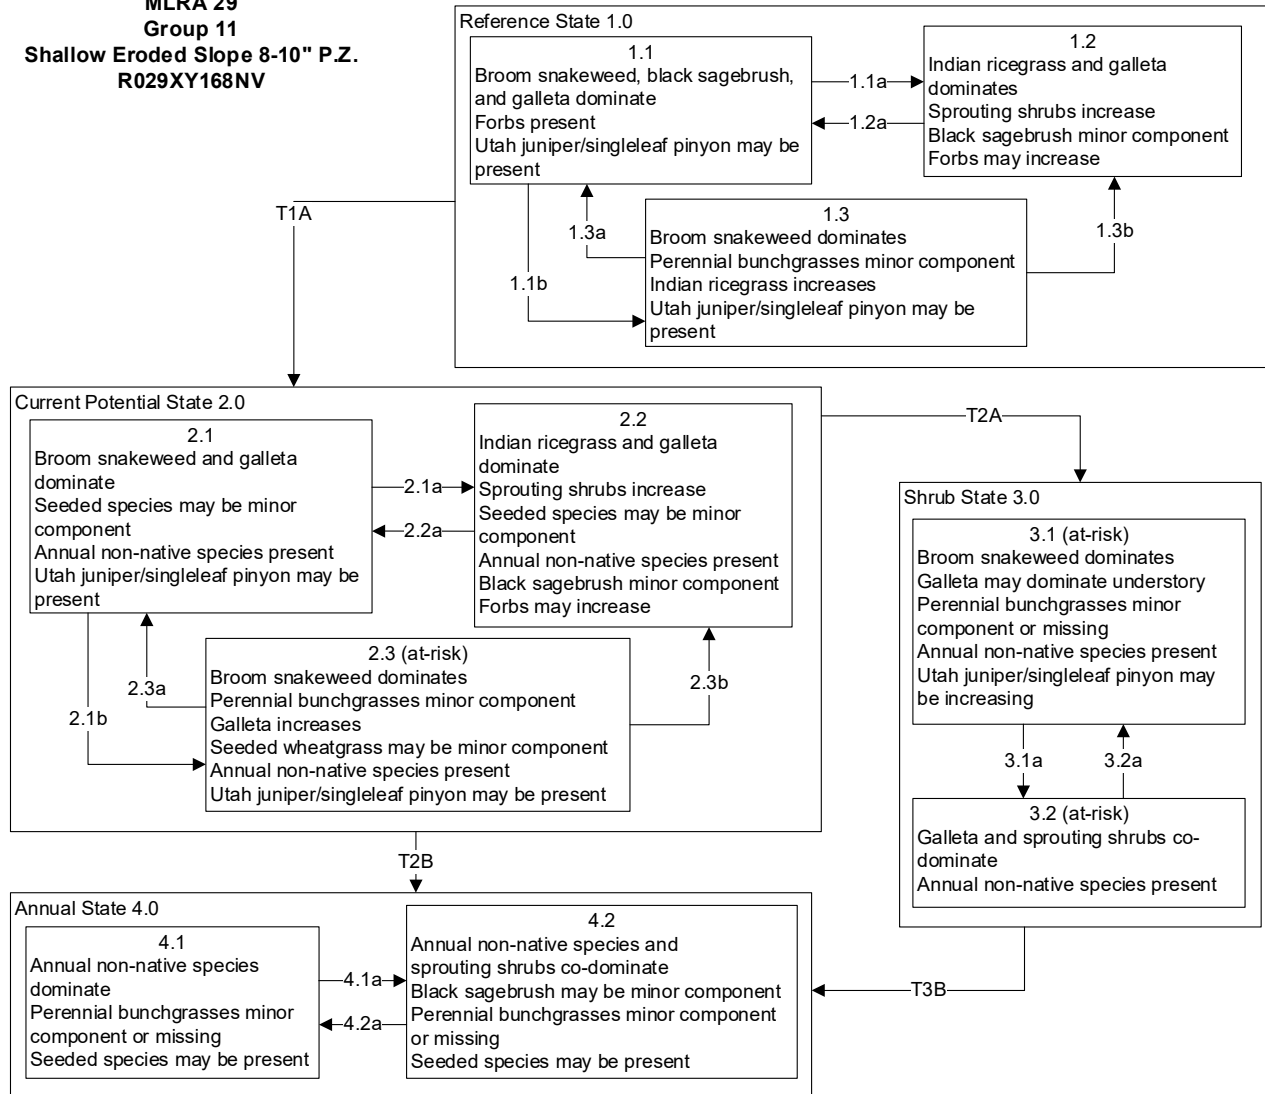 MLRA 29
Group 11
Shallow Eroded Slope 8-10" P.Z.
R029XY168NV
Reference State 1.0
1.1
Broom snakeweed, black sagebrush,
and galleta dominate
Forbs present
Utah juniper/singleleaf pinyon may be
present
1.1a
1.2a
1.2
Indian ricegrass and galleta
dominates
Sprouting shrubs increase
Black sagebrush minor component
Forbs may increase
T1A
1.1b
1.3a
1.3
Broom snakeweed dominates
Perennial bunchgrasses minor component
Indian ricegrass increases
Utah juniper/singleleaf pinyon may be
present
1.3b
Current Potential State 2.0
2.1
Broom snakeweed and galleta
dominate
Seeded species may be minor
component
Annual non-native species present
Utah juniper/singleleaf pinyon may be
present
2.1a
2.2a
2.2
Indian ricegrass and galleta
dominate
Sprouting shrubs increase
Seeded species may be minor
component
Annual non-native species present
Black sagebrush minor component
Forbs may increase
2.1b
2.3a
2.3 (at-risk)
Broom snakeweed dominates
Perennial bunchgrasses minor component
Galleta increases
Seeded wheatgrass may be minor component
Annual non-native species present
Utah juniper/singleleaf pinyon may be present
2.3b
T2A
Shrub State 3.0
3.1 (at-risk)
Broom snakeweed dominates
Galleta may dominate understory
Perennial bunchgrasses minor
component or missing
Annual non-native species present
Utah juniper/singleleaf pinyon may
be increasing
3.1a
3.2a
3.2 (at-risk)
Galleta and sprouting shrubs co-
dominate
Annual non-native species present
T2B
T3B
Annual State 4.0
4.1
Annual non-native species
dominate
Perennial bunchgrasses minor
component or missing
Seeded species may be present
4.1a
4.2a
4.2
Annual non-native species and
sprouting shrubs co-dominate
Black sagebrush may be minor component
Perennial bunchgrasses minor component
or missing
Seeded species may be present